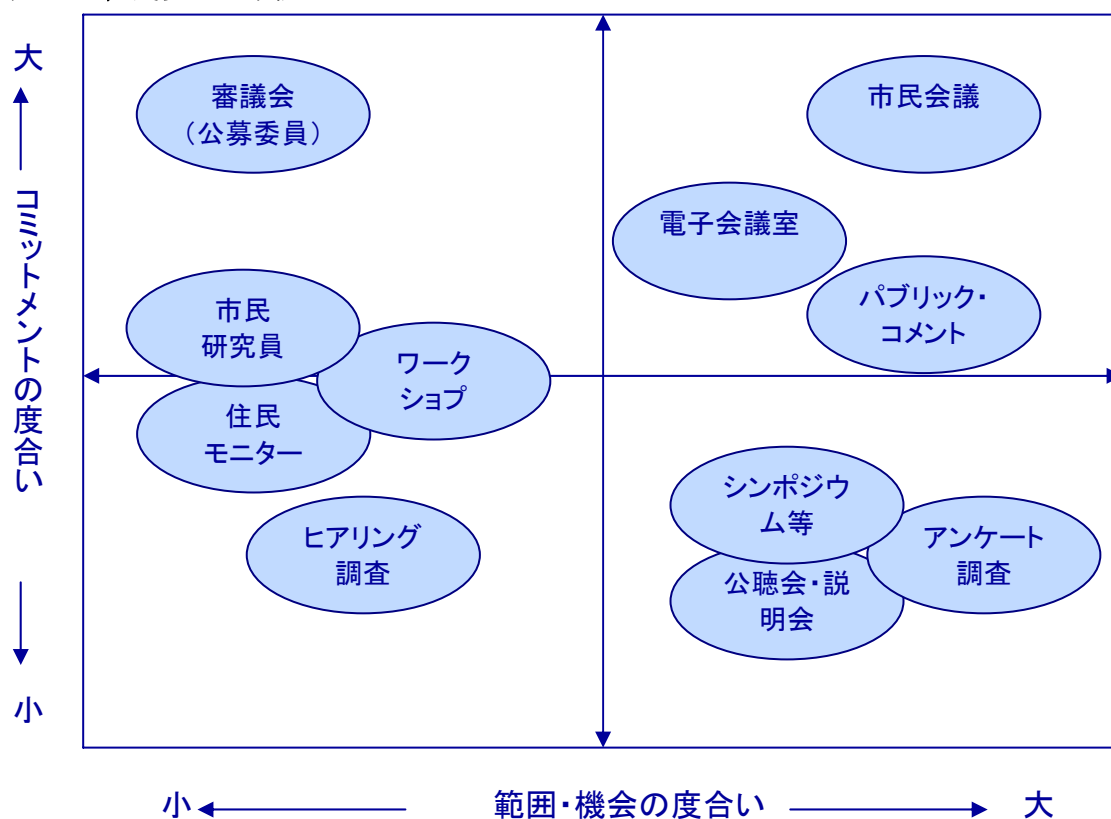 大
コミットメントの度合い
小
審議会
（公募委員）
市民会議
電子会議室
パブリック・
コメント
市民
研究員
ワーク
ショプ
住民
モニター
ヒアリング
調査
シンポジウ
ム等
アンケート
調査
公聴会・説
明会
小
範囲・機会の度合い
大